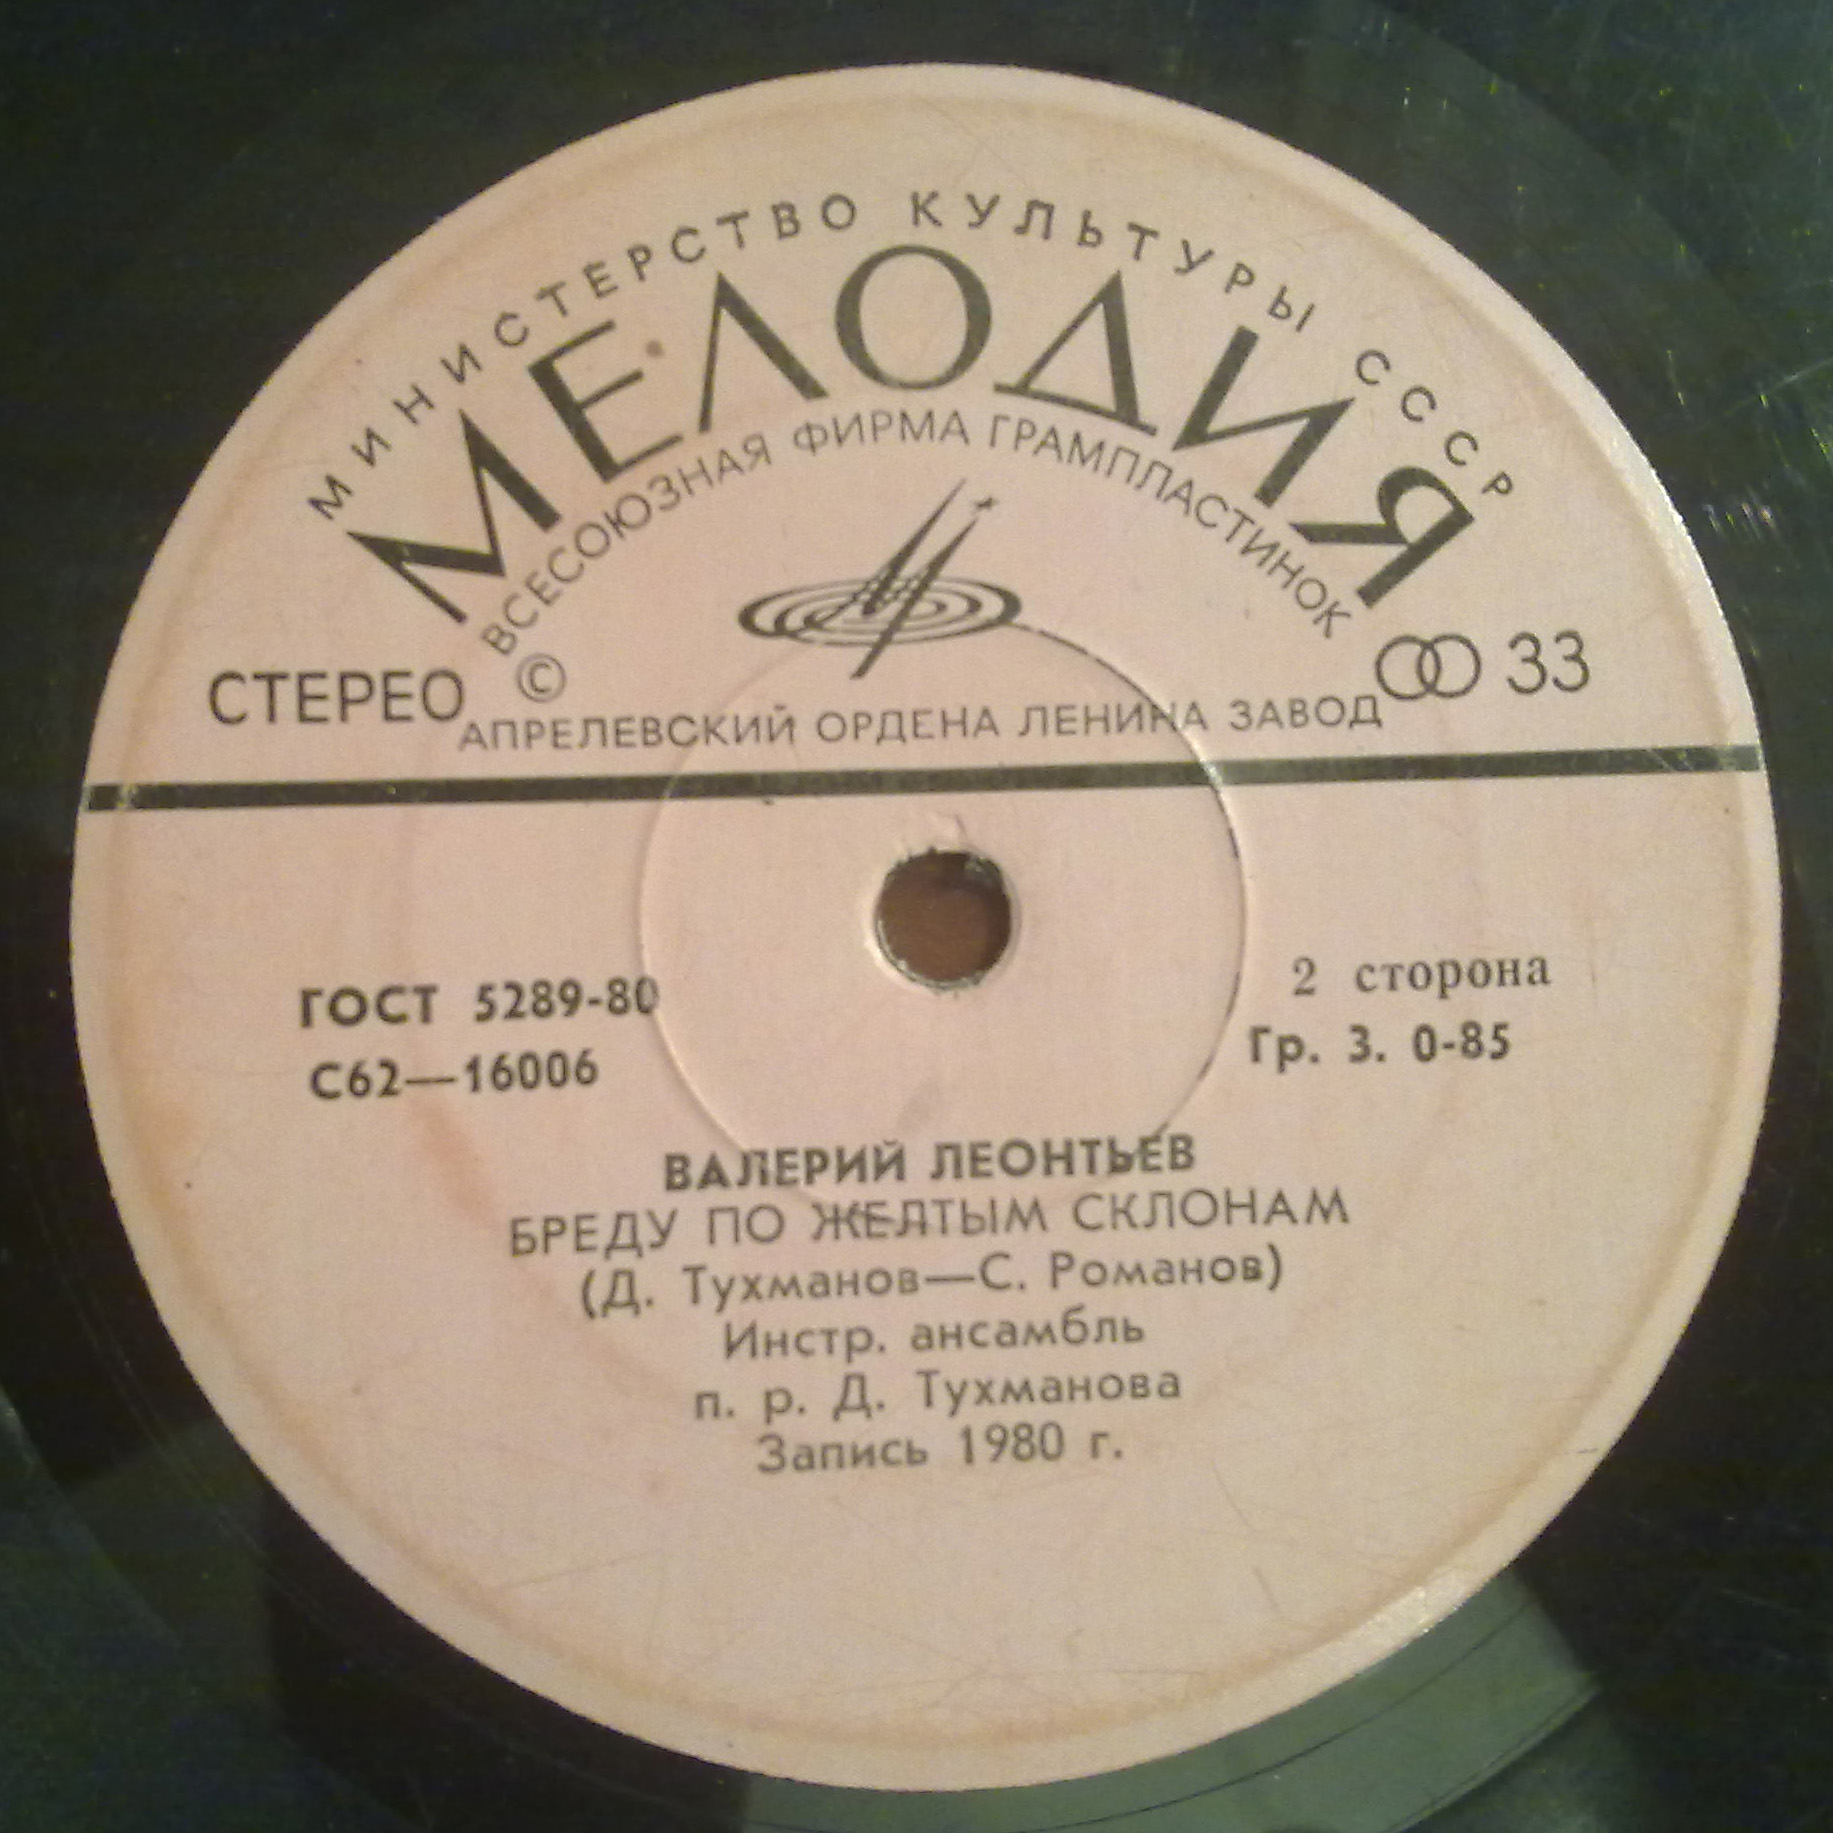 МИНИСТЕРСТВО КУЛЬТУРЫ СССР
МЕЛОДИЯ
ВСЕСОЮЗНАЯ ФИРМА ГРАМПЛАСТИНОК
СТЕРЕО © 33
АПРЕЛЕВСКИЙ ОРДЕНА ЛЕНИНА ЗАВОД
ГОСТ 5289-80
С62—16006
2 сторона
Гр. 3. 0-85
ВАЛЕРИЙ ЛЕОНТЬЕВ
БРЕДУ ПО ЖЕЛТЫМ СКЛОНАМ
(Д. Тухманов—С. Романов)
Инстр. ансамбль
п. р. Д. Тухманова
Запись 1980 г.